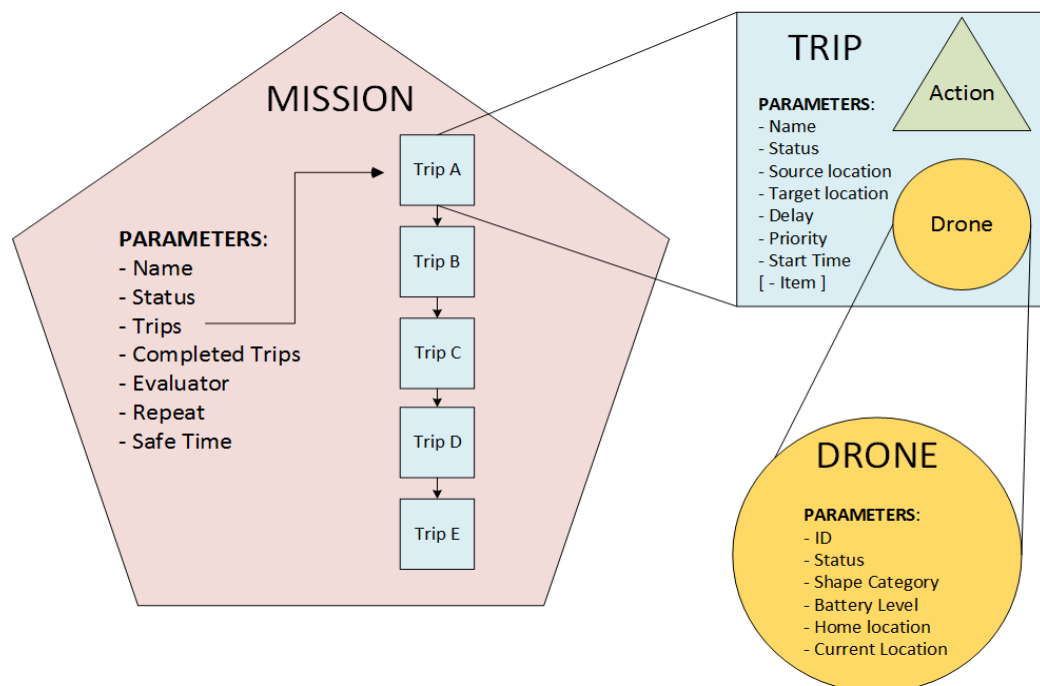 MISSION
PARAMETERS:
- Name
- Status
- Trips
- Completed Trips
- Evaluator
- Repeat
- Safe Time
Trip A
Trip B
Trip C
Trip D
Trip E
TRIP
PARAMETERS:
- Name
- Status
- Source location
- Target location
- Delay
- Priority
- Start Time
[ - Item ]
Action
Drone
DRONE
PARAMETERS:
- ID
- Status
- Shape Category
- Battery Level
- Home location
- Current Location